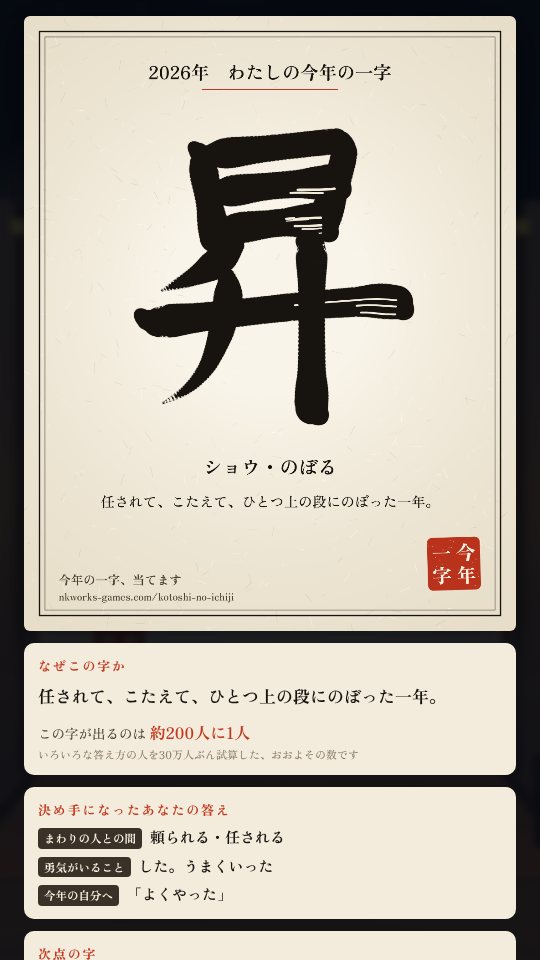 2026年　わたしの今年の一字
昇
ショウ・のぼる
任されて、こたえて、ひとつ上の段にのぼった一年。
今年
一字
今年の一字、当てます
nkworks-games.com/kotoshi-no-ichiji
なぜこの字か
任されて、こたえて、ひとつ上の段にのぼった一年。
この字が出るのは 約200人に1人
いろいろな答え方の人を30万人ぶん試算した、おおよその数です
決め手になったあなたの答え
まわりの人との間 頼られる・任される
勇気がいること した。うまくいった
今年の自分へ 「よくやった」
次点の字